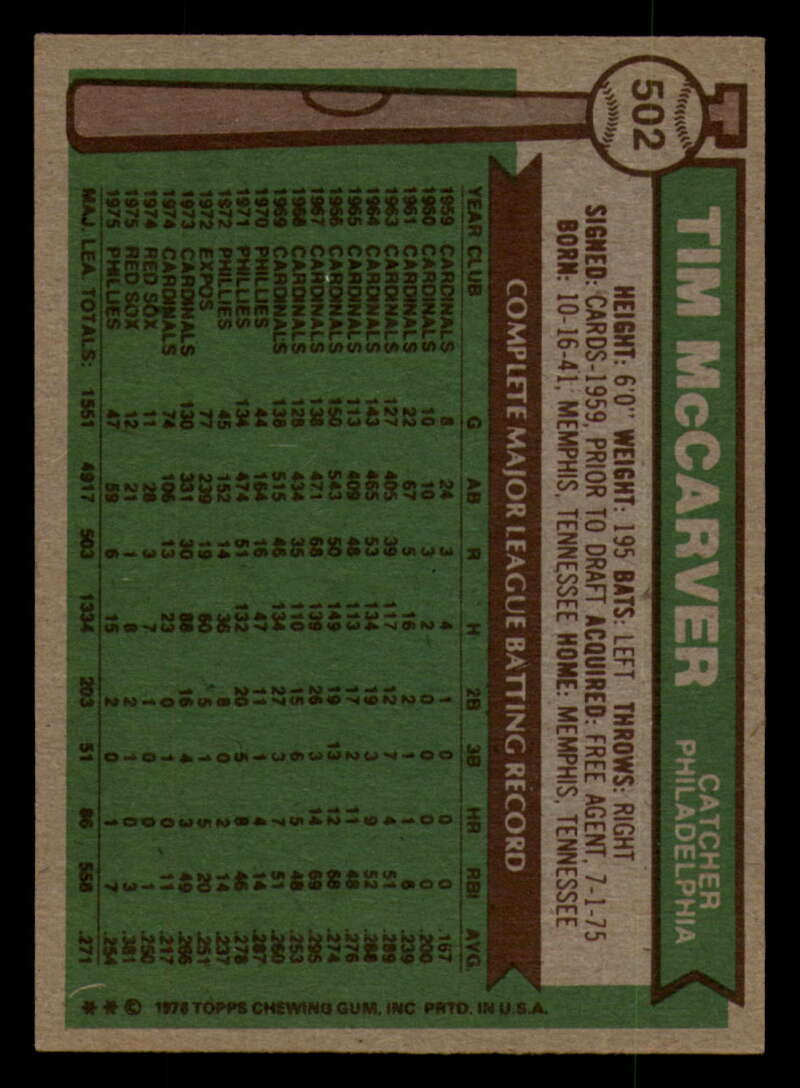 502
TIM McCARVER
CATCHER
PHILADELPHIA
HEIGHT: 6'0" WEIGHT: 195 BATS: LEFT THROWS: RIGHT
SIGNED: CARDS-1959, PRIOR TO DRAFT ACQUIRED: FREE AGENT, 7-1-75
BORN: 10-16-41, MEMPHIS, TENNESSEE HOME: MEMPHIS, TENNESSEE
COMPLETE MAJOR LEAGUE BATTING RECORD
YEAR CLUB G AB R H 2B 3B HR RBI AVG.
1959 CARDINALS 8 24 3 4 1 0 0 0 .167
1960 CARDINALS 10 10 3 2 0 0 0 0 .200
1961 CARDINALS 22 67 5 16 2 1 1 6 .239
1963 CARDINALS 127 405 39 117 12 7 4 51 .289
1964 CARDINALS 143 465 53 134 19 3 9 52 .288
1965 CARDINALS 113 409 48 113 17 2 11 48 .276
1966 CARDINALS 150 543 50 149 19 13 12 68 .274
1967 CARDINALS 138 471 68 139 26 3 14 69 .295
1968 CARDINALS 128 434 35 110 15 6 5 48 .253
1969 CARDINALS 138 515 46 134 27 3 7 51 .260
1970 PHILLIES 44 164 16 47 11 1 4 14 .287
1971 PHILLIES 134 474 51 132 20 5 8 46 .278
1972 PHILLIES 45 152 14 36 8 0 2 14 .237
1972 EXPOS 77 239 19 60 5 1 5 20 .251
1973 CARDINALS 130 331 30 88 16 4 3 49 .266
1974 CARDINALS 74 106 13 23 0 1 0 11 .217
1974 RED SOX 11 28 3 7 1 0 0 1 .250
1975 RED SOX 12 21 1 8 2 1 0 3 .381
1975 PHILLIES 47 59 6 15 2 0 1 7 .254
MAJ. LEA. TOTALS: 1551 4917 503 1334 203 51 86 558 .271
* * © 1976 TOPPS CHEWING GUM, INC. PRTD. IN U.S.A.